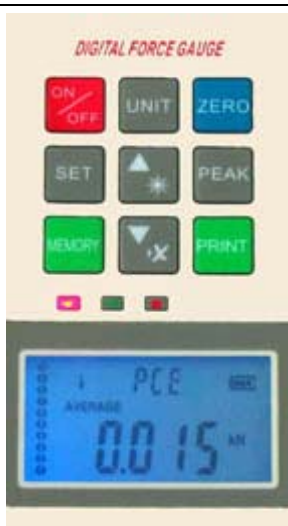 DIGITAL FORCE GAUGE
ON/OFF UNIT ZERO
SET PEAK
MEMORY PRINT
PCE
AVERAGE
0.015 kN